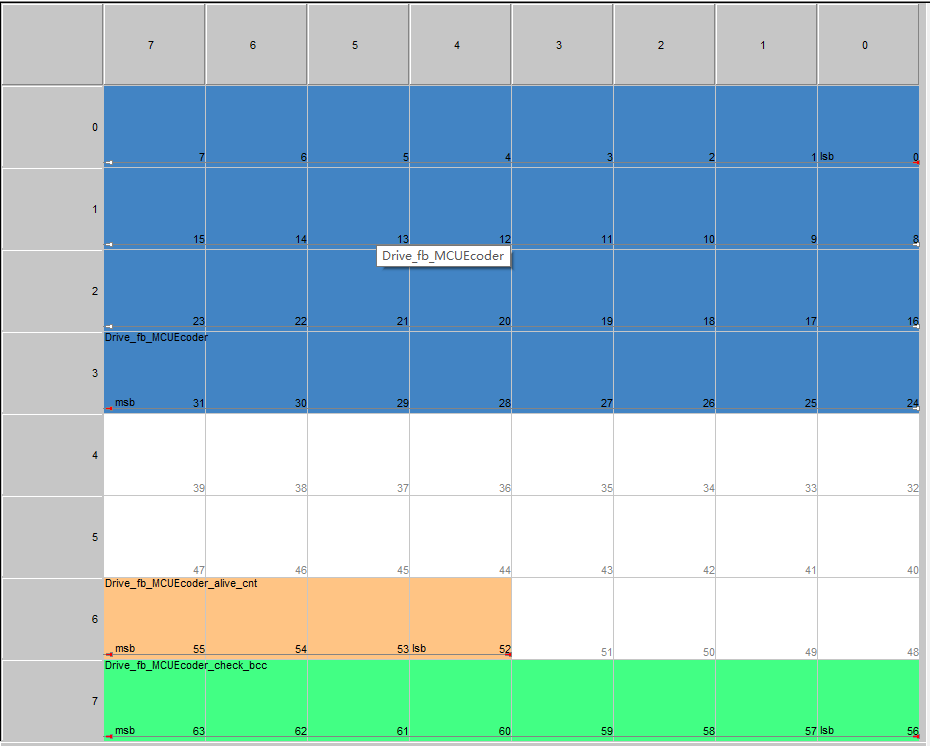 7 6 5 4 3 2 1 0
0
7 6 5 4 3 2 1 lsb 0
1
15 14 13 12 11 10 9 8
Drive_fb_MCUEcoder
2
23 22 21 20 19 18 17 16
Drive_fb_MCUEcoder
3
msb 31 30 29 28 27 26 25 24
4
39 38 37 36 35 34 33 32
5
47 46 45 44 43 42 41 40
Drive_fb_MCUEcoder_alive_cnt
6
msb 55 54 53 lsb 52 51 50 49 48
Drive_fb_MCUEcoder_check_bcc
7
msb 63 62 61 60 59 58 57 lsb 56